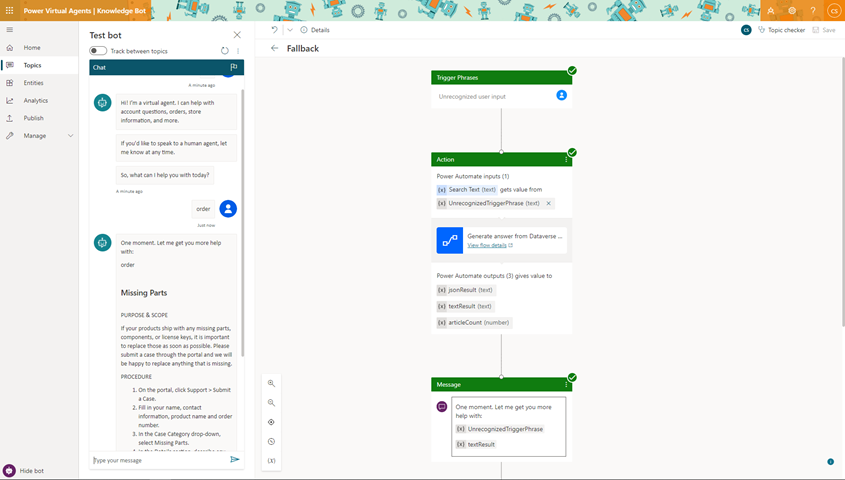 Power Virtual Agents | Knowledge Bot
CS
Home
Topics
Entities
Analytics
Publish
Manage
Hide bot
Test bot
Track between topics
Chat
A minute ago
Hi! I'm a virtual agent. I can help with
account questions, orders, store
information, and more.
If you'd like to speak to a human agent, let
me know at any time.
So, what can I help you with today?
A minute ago
order
Just now
One moment. Let me get you more help
with:
order
Missing Parts
PURPOSE & SCOPE
If your products ship with any missing parts,
components, or license keys, it is important
to replace those as soon as possible. Please
submit a case through the portal and we will
be happy to replace anything that is missing.
PROCEDURE
1. On the portal, click Support > Submit
a Case.
2. Fill in your name, contact
information, product name and order
number.
3. In the Case Category drop-down,
select Missing Parts.
Type your message
Details
CS
Topic checker
Save
Fallback
Trigger Phrases
Unrecognized user input
Action
Power Automate inputs (1)
{x} Search Text (text) gets value from
{x} UnrecognizedTriggerPhrase (text)
Generate answer from Dataverse ...
View flow details
Power Automate outputs (3) gives value to
{x} jsonResult (text)
{x} textResult (text)
{x} articleCount (number)
Message
One moment. Let me get you more
help with:
{x} UnrecognizedTriggerPhrase
{x} textResult
{x}